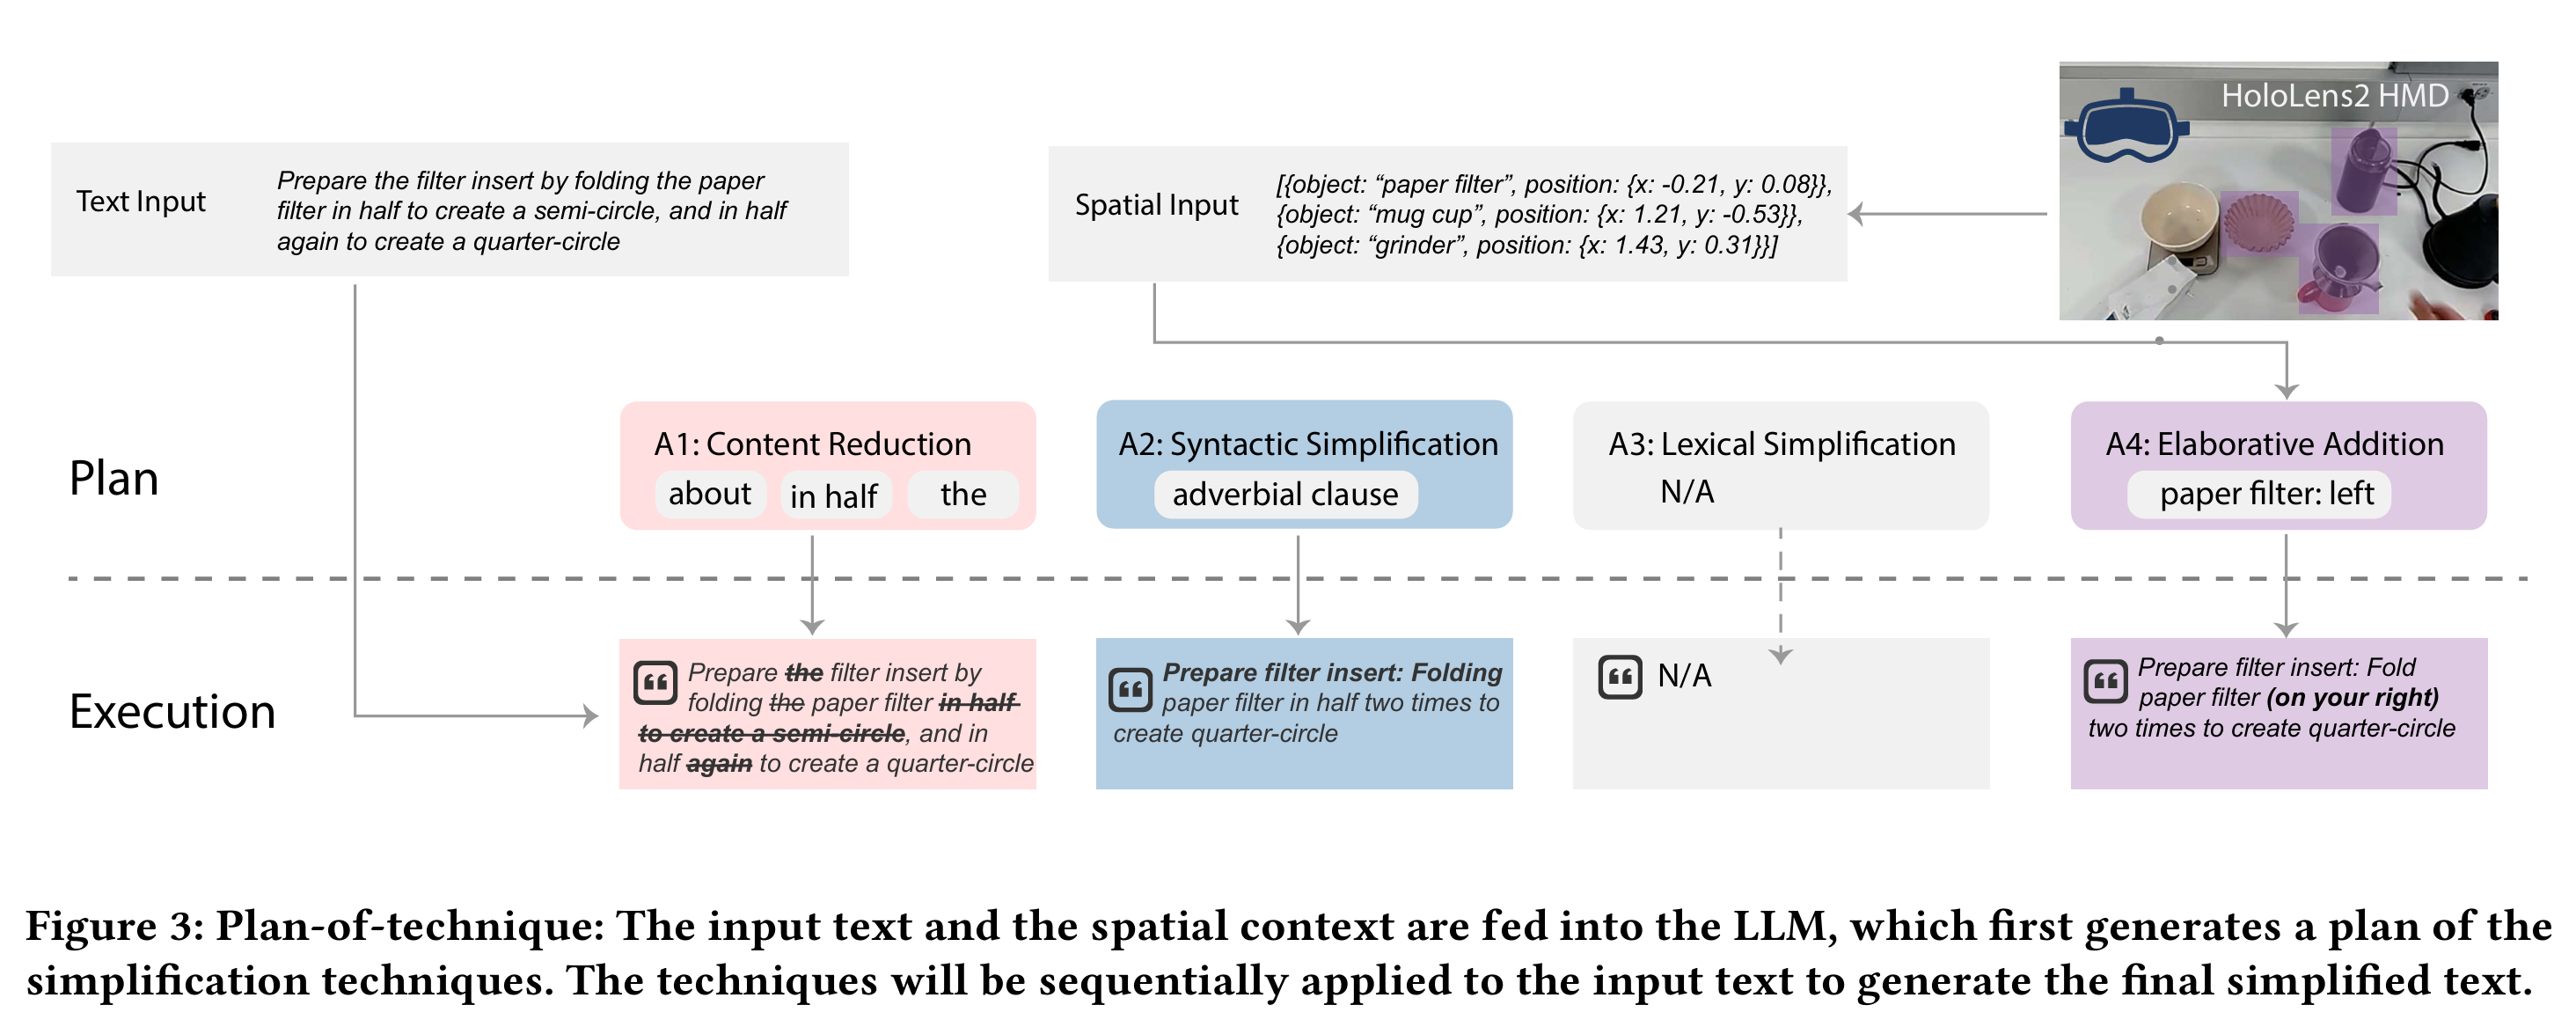 HoloLens2 HMD
Text Input
Prepare the filter insert by folding the paper
filter in half to create a semi-circle, and in half
again to create a quarter-circle
Spatial Input
[{object: “paper filter”, position: {x: -0.21, y: 0.08}},
{object: “mug cup”, position: {x: 1.21, y: -0.53}},
{object: “grinder”, position: {x: 1.43, y: 0.31}}]
Plan
A1: Content Reduction
about in half the
A2: Syntactic Simplification
adverbial clause
A3: Lexical Simplification
N/A
A4: Elaborative Addition
paper filter: left
Execution
Prepare the filter insert by
folding the paper filter in half
to create a semi-circle, and in
half again to create a quarter-circle
Prepare filter insert: Folding
paper filter in half two times to
create quarter-circle
N/A
Prepare filter insert: Fold
paper filter (on your right)
two times to create quarter-circle
Figure 3: Plan-of-technique: The input text and the spatial context are fed into the LLM, which first generates a plan of the
simplification techniques. The techniques will be sequentially applied to the input text to generate the final simplified text.